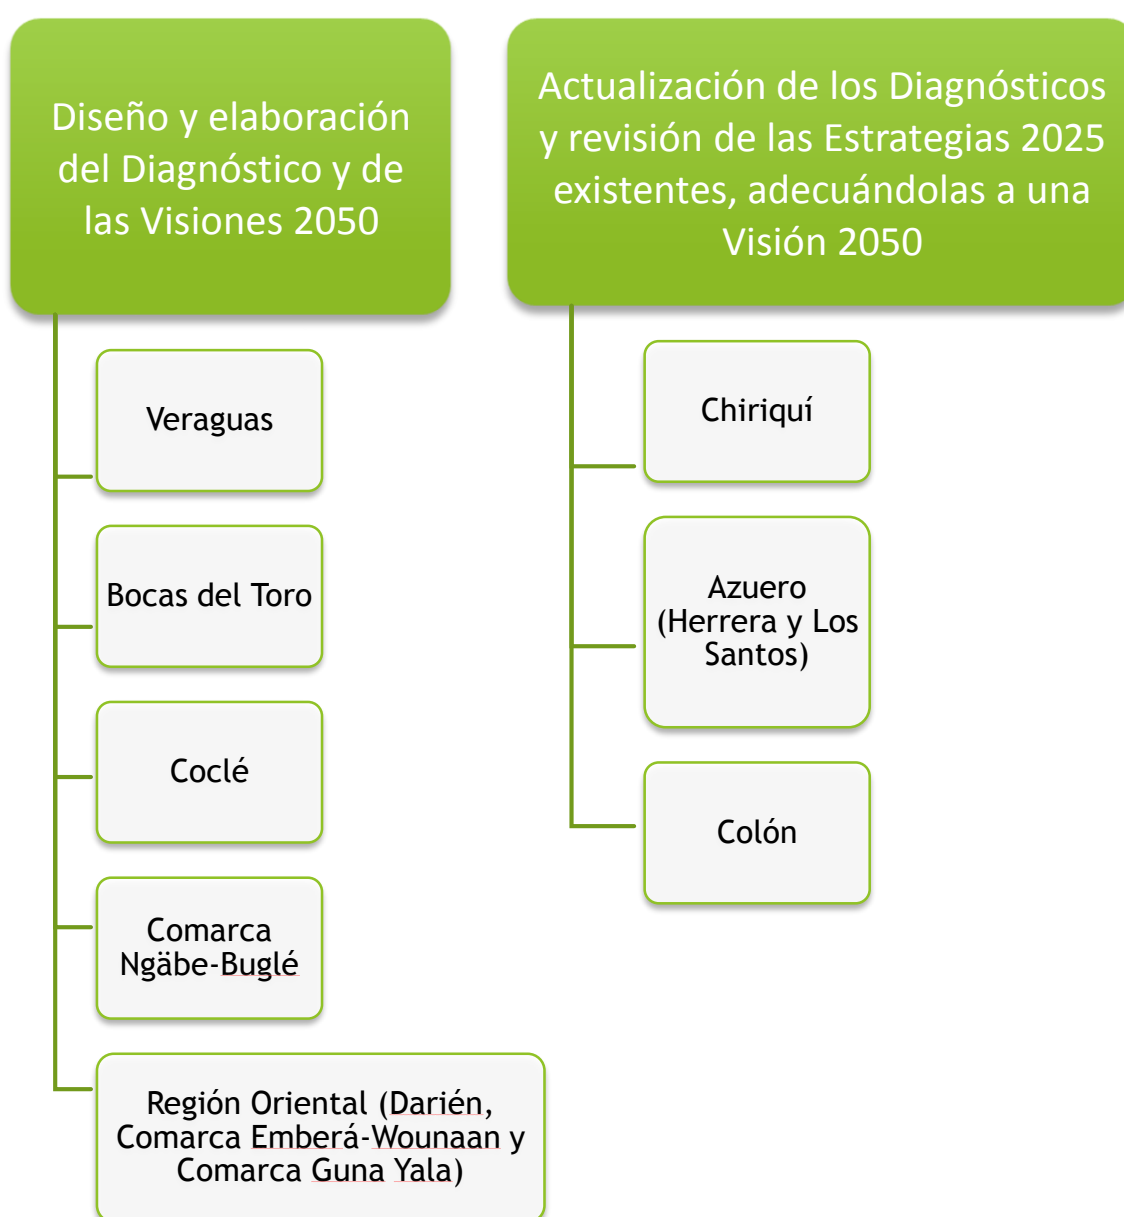 Diseño y elaboración
del Diagnóstico y de
las Visiones 2050
Veraguas
Bocas del Toro
Coclé
Comarca
Ngäbe-Buglé
Región Oriental (Darién,
Comarca Emberá-Wounaan y
Comarca Guna Yala)
Actualización de los Diagnósticos
y revisión de las Estrategias 2025
existentes, adecuándolas a una
Visión 2050
Chiriquí
Azuero
(Herrera y Los
Santos)
Colón